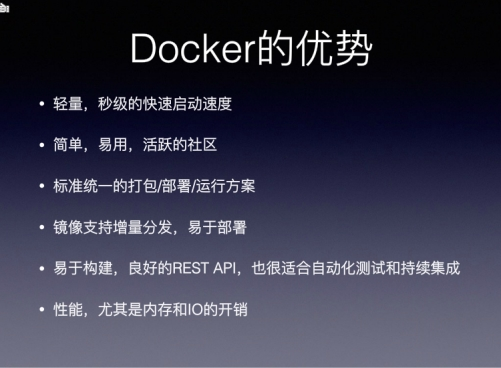 Docker的优势
• 轻量，秒级的快速启动速度
• 简单，易用，活跃的社区
• 标准统一的打包/部署/运行方案
• 镜像支持增量分发，易于部署
• 易于构建，良好的REST API，也很适合自动化测试和持续集成
• 性能，尤其是内存和IO的开销